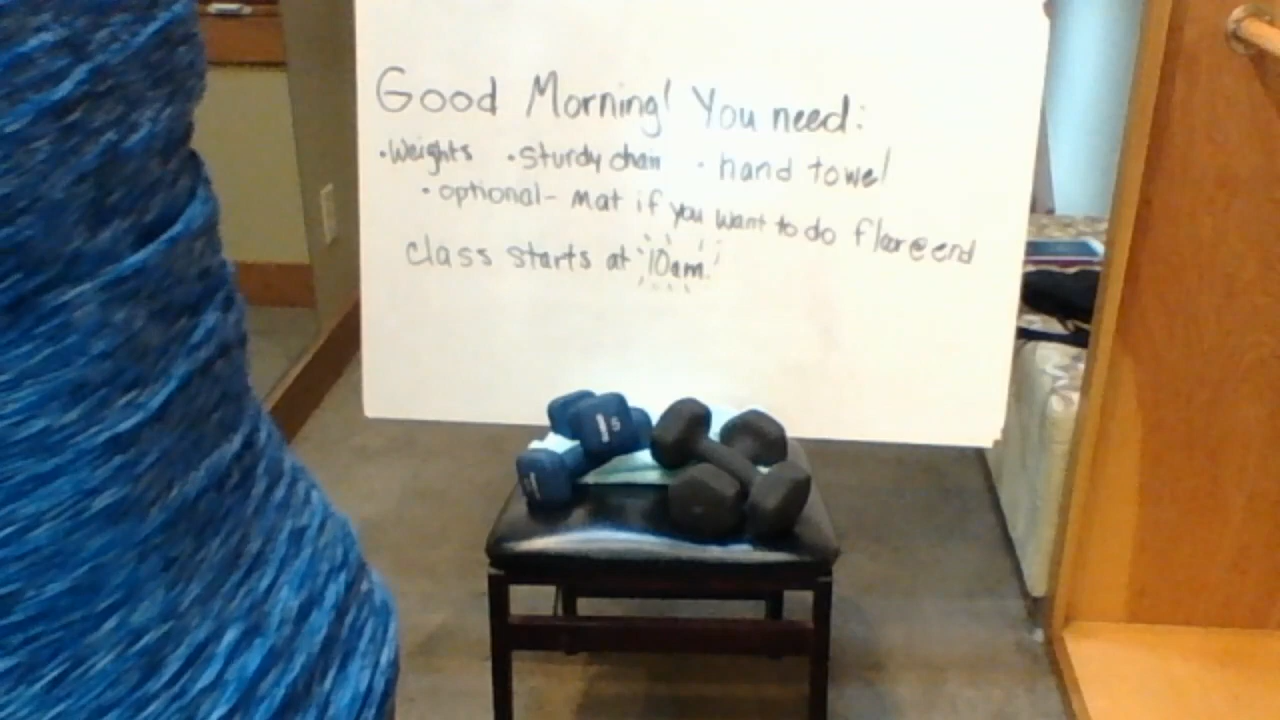 Good Morning! You need:
• Weights • Sturdy chair • hand towel
• optional - Mat if you want to do floor @ end
class starts at 10am.
5